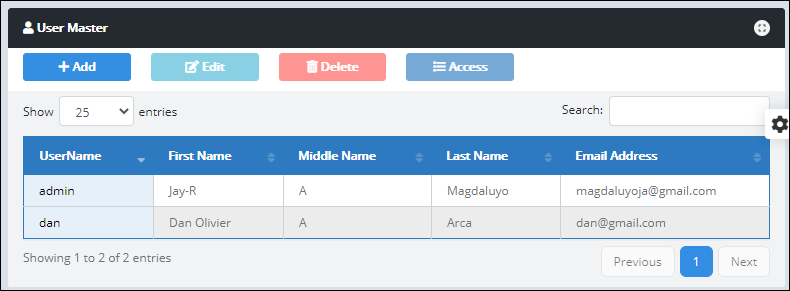 User Master
Add Edit Delete Access
Show 25 entries Search:
UserName First Name Middle Name Last Name Email Address
admin Jay-R A Magdaluyo magdaluyoja@gmail.com
dan Dan Olivier A Arca dan@gmail.com
Showing 1 to 2 of 2 entries Previous 1 Next